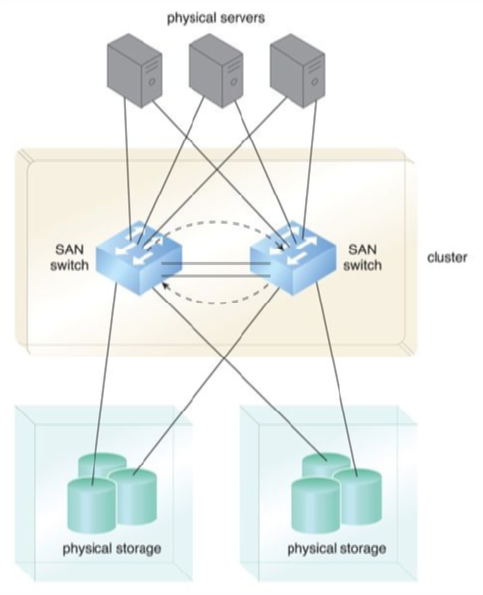 physical servers
SAN
switch
SAN
switch
cluster
physical storage
physical storage